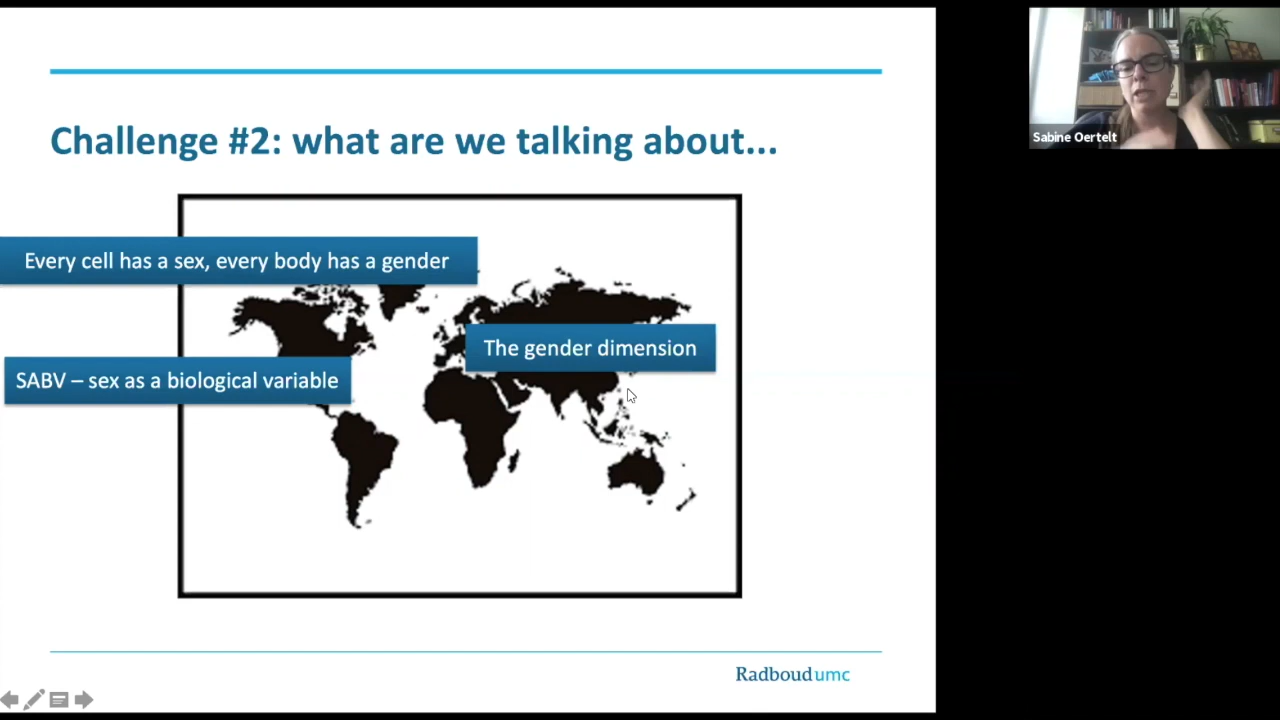 Challenge #2: what are we talking about...
Every cell has a sex, every body has a gender
The gender dimension
SABV – sex as a biological variable
Radboudumc
Sabine Oertelt